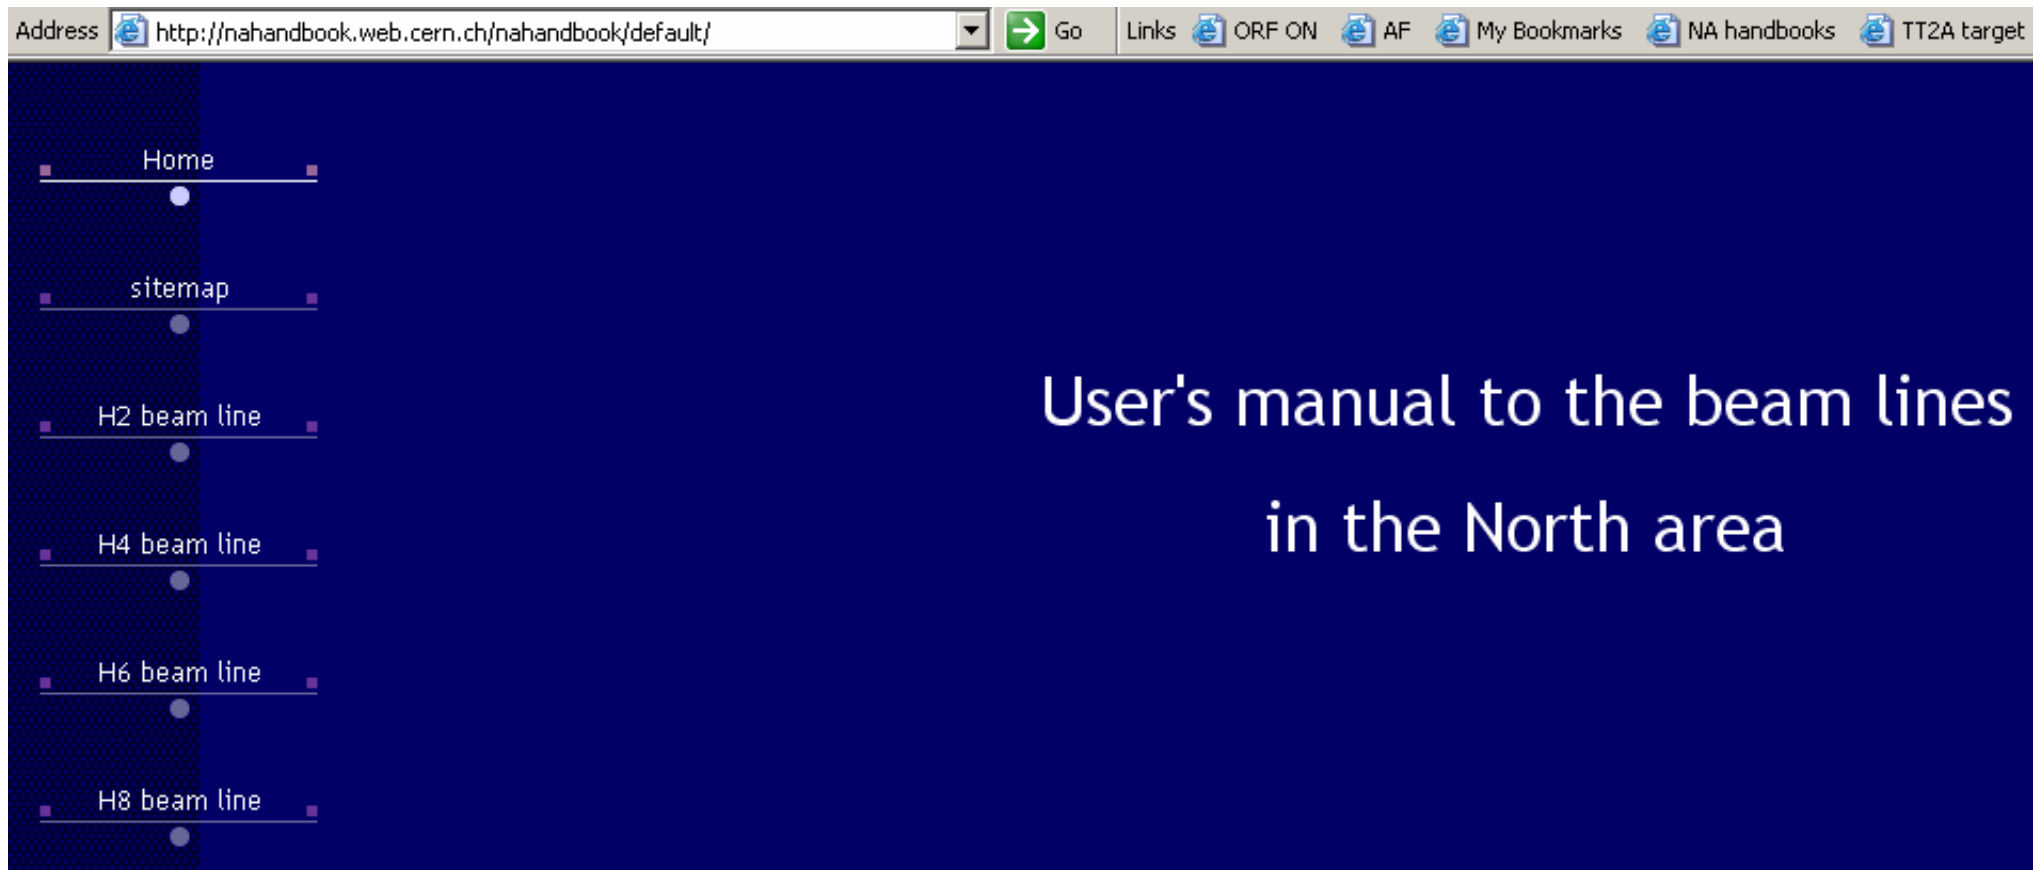 Address http://nahandbook.web.cern.ch/nahandbook/default/ Go Links ORF ON AF My Bookmarks NA handbooks TT2A target
Home
sitemap
H2 beam line
H4 beam line
H6 beam line
H8 beam line
User's manual to the beam lines
in the North area